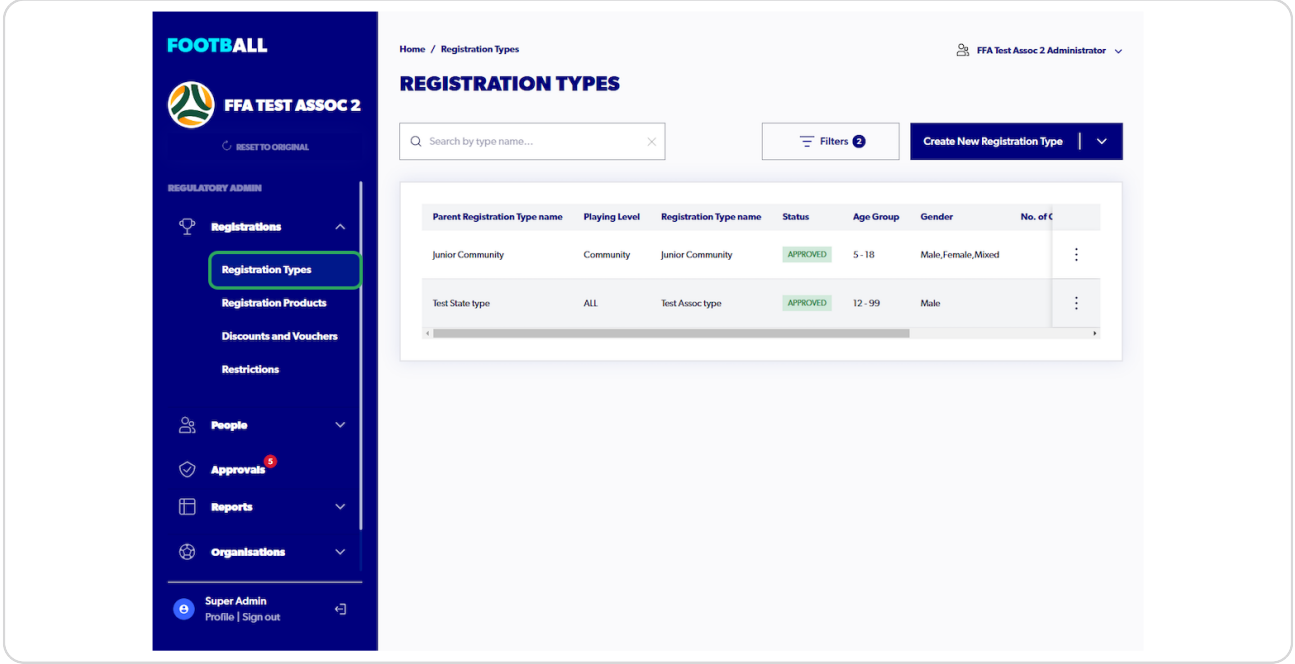 FOOTBALL
FFA TEST ASSOC 2
RESET TO ORIGINAL
REGULATORY ADMIN
Registrations
Registration Types
Registration Products
Discounts and Vouchers
Restrictions
People
Approvals 5
Reports
Organisations
Super Admin
Profile | Sign out
Home / Registration Types
FFA Test Assoc 2 Administrator
REGISTRATION TYPES
Search by type name...
Filters 2
Create New Registration Type
Parent Registration Type name Playing Level Registration Type name Status Age Group Gender No. of
Junior Community Community Junior Community APPROVED 5 - 18 Male,Female,Mixed
Test State type ALL Test Assoc type APPROVED 12 - 99 Male